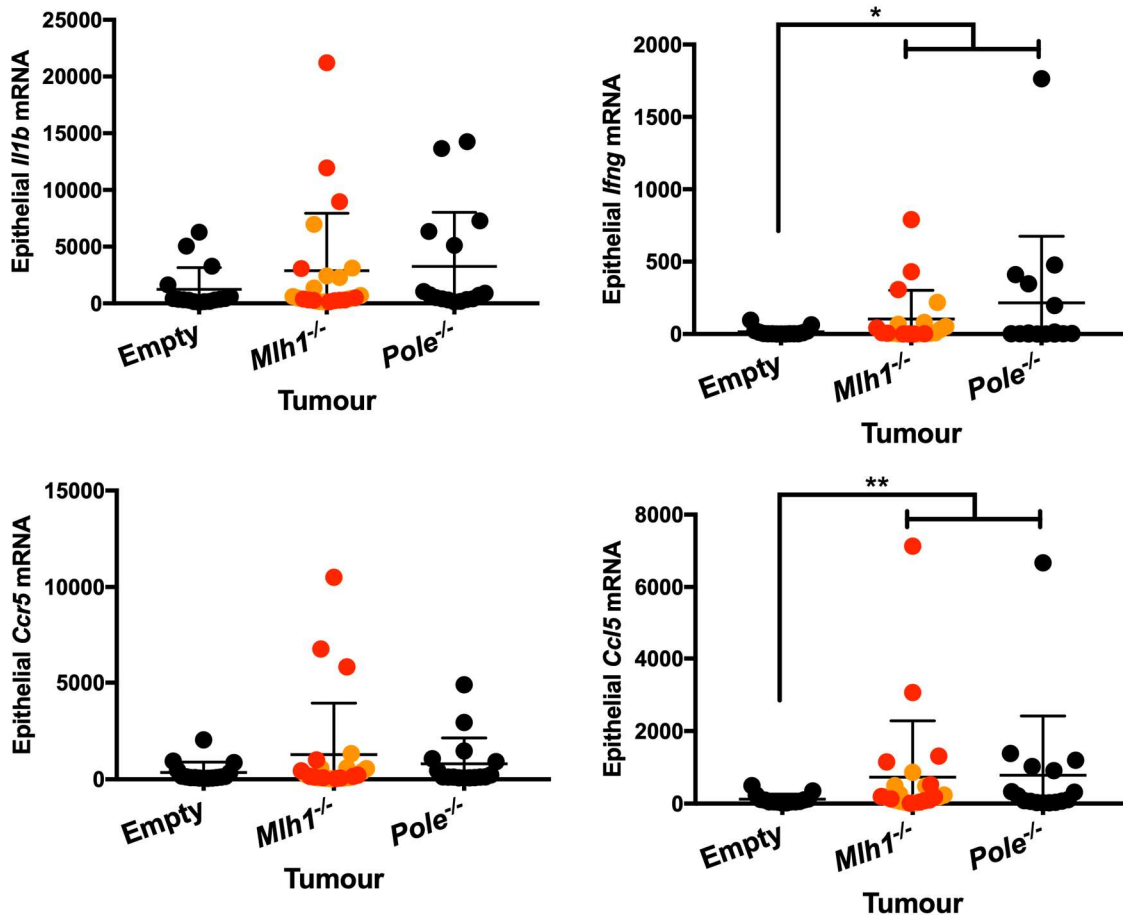 Epithelial Il1b mRNA
25000
20000
15000
10000
5000
0
Empty
Mlh1-/-
Pole-/-
Tumour
*
Epithelial Ifng mRNA
2000
1500
1000
500
0
Empty
Mlh1-/-
Pole-/-
Tumour
Epithelial Ccr5 mRNA
15000
10000
5000
0
Empty
Mlh1-/-
Pole-/-
Tumour
**
Epithelial Ccl5 mRNA
8000
6000
4000
2000
0
Empty
Mlh1-/-
Pole-/-
Tumour